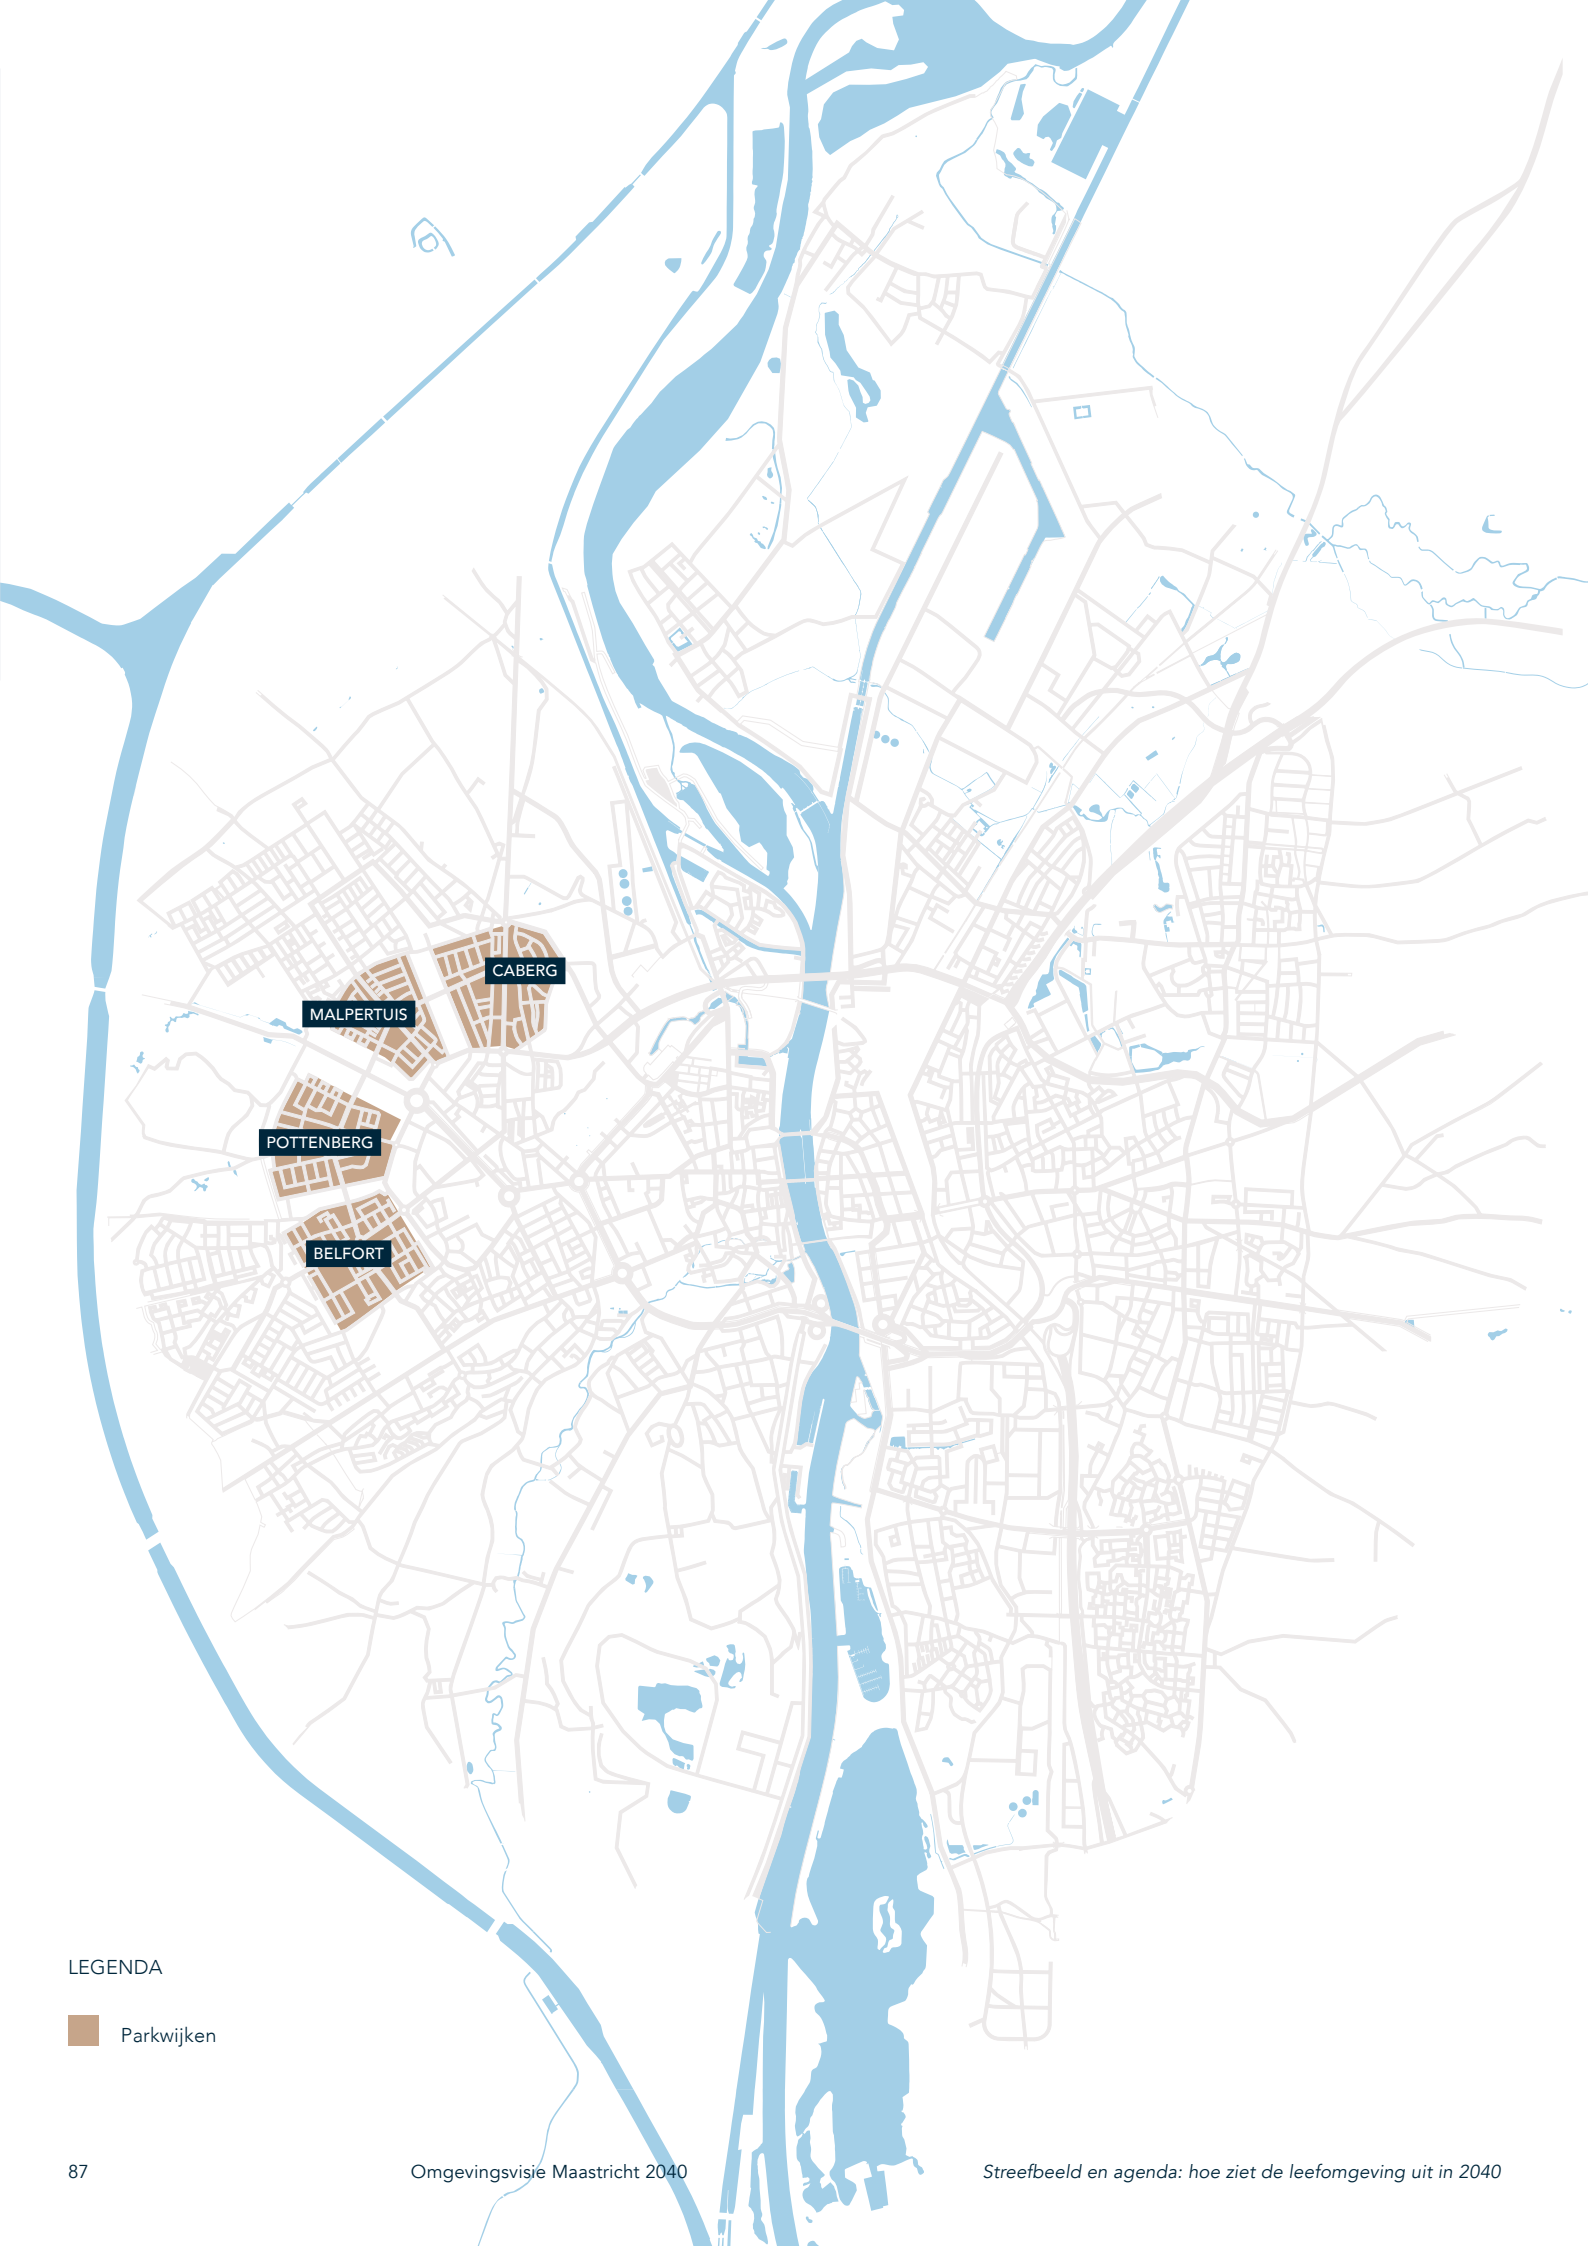 CABERG
MALPERTUIS
POTTENBERG
BELFORT
LEGENDA
Parkwijken
87
Omgevingsvisie Maastricht 2040
Streefbeeld en agenda: hoe ziet de leefomgeving uit in 2040